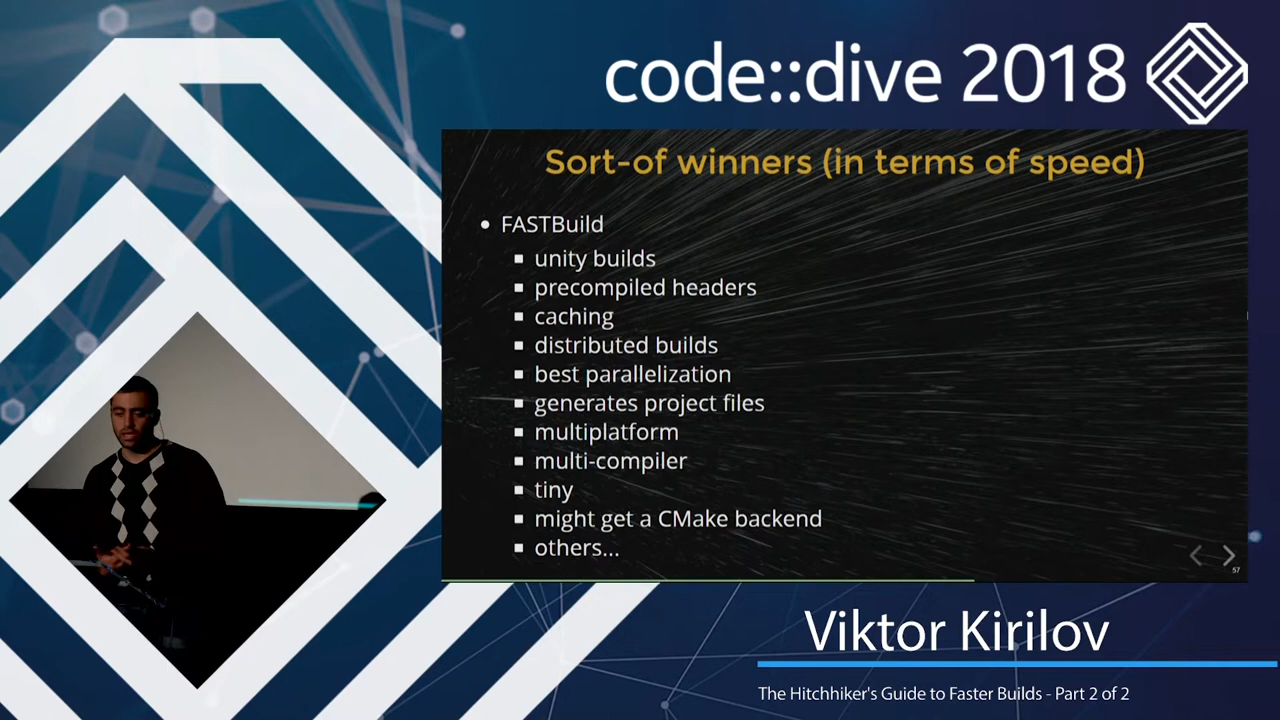 code::dive 2018
Sort-of winners (in terms of speed)
• FASTBuild
▪ unity builds
▪ precompiled headers
▪ caching
▪ distributed builds
▪ best parallelization
▪ generates project files
▪ multiplatform
▪ multi-compiler
▪ tiny
▪ might get a CMake backend
▪ others...
57
Viktor Kirilov
The Hitchhiker's Guide to Faster Builds - Part 2 of 2